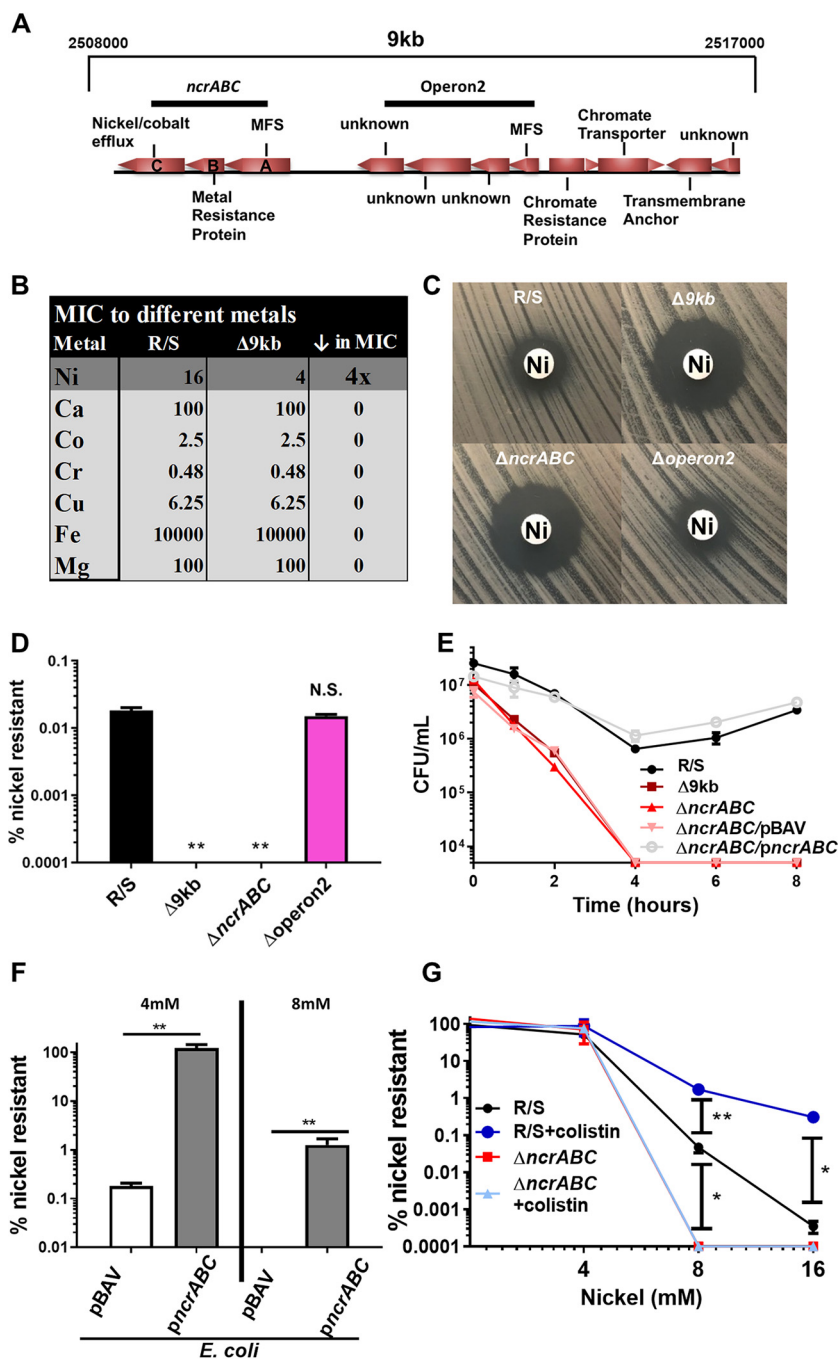 A
2508000
9kb
2517000
ncrABC
Operon2
Nickel/cobalt
efflux
MFS
unknown
MFS
Chromate
Transporter
unknown
C
B
A
Metal
Resistance
Protein
unknown
unknown
Chromate
Resistance
Protein
Transmembrane
Anchor
B
MIC to different metals
Metal R/S Δ9kb ↓ in MIC
Ni 16 4 4x
Ca 100 100 0
Co 2.5 2.5 0
Cr 0.48 0.48 0
Cu 6.25 6.25 0
Fe 10000 10000 0
Mg 100 100 0
C
R/S
Δ9kb
Ni
Ni
ΔncrABC
Δoperon2
Ni
Ni
D
% nickel resistant
0.1
0.01
0.001
0.0001
N.S.
**
**
R/S
Δ9kb
ΔncrABC
Δoperon2
E
CFU/mL
10⁷
10⁶
10⁵
10⁴
R/S
Δ9kb
ΔncrABC
ΔncrABC/pBAV
ΔncrABC/pncrABC
0 2 4 6 8
Time (hours)
F
4mM
8mM
% nickel resistant
100
10
1
0.1
0.01
**
**
pBAV
pncrABC
pBAV
pncrABC
E. coli
G
% nickel resistant
100
10
1
0.1
0.01
0.001
0.0001
R/S
R/S+colistin
ΔncrABC
ΔncrABC
+colistin
**
*
*
4 8 16
Nickel (mM)